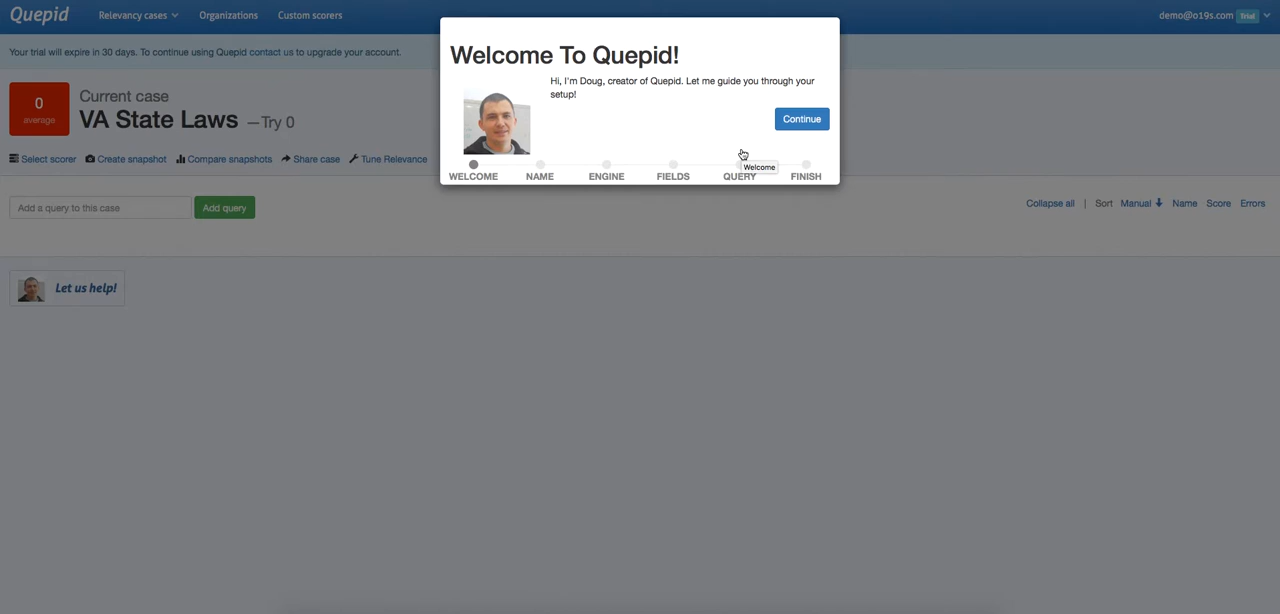 Quepid
Relevancy cases
Organizations
Custom scorers
demo@o19s.com trial
Your trial will expire in 30 days. To continue using Quepid contact us to upgrade your account.
Welcome To Quepid!
Hi, I'm Doug, creator of Quepid. Let me guide you through your
setup!
Continue
WELCOME NAME ENGINE FIELDS QUERY FINISH
Welcome
0
average
Current case
VA State Laws —Try 0
Select scorer Create snapshot Compare snapshots Share case Tune Relevance
Add a query to this case Add query
Collapse all | Sort Manual Name Score Errors
Let us help!